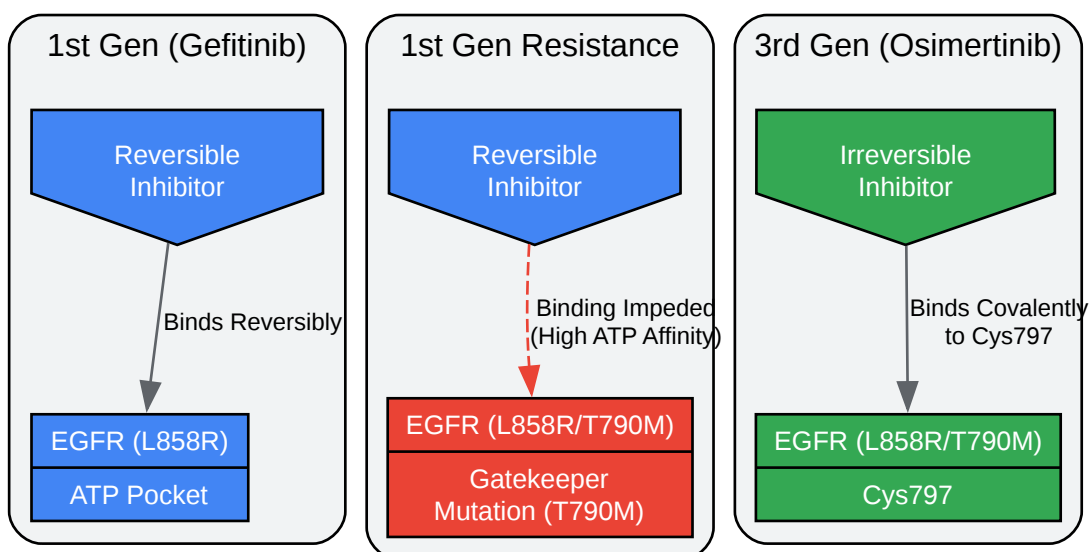 1st Gen (Gefitinib)
Reversible
Inhibitor
Binds Reversibly
EGFR (L858R)
ATP Pocket
1st Gen Resistance
Reversible
Inhibitor
Binding Impeded
(High ATP Affinity)
EGFR (L858R/T790M)
Gatekeeper
Mutation (T790M)
3rd Gen (Osimertinib)
Irreversible
Inhibitor
Binds Covalently
to Cys797
EGFR (L858R/T790M)
Cys797